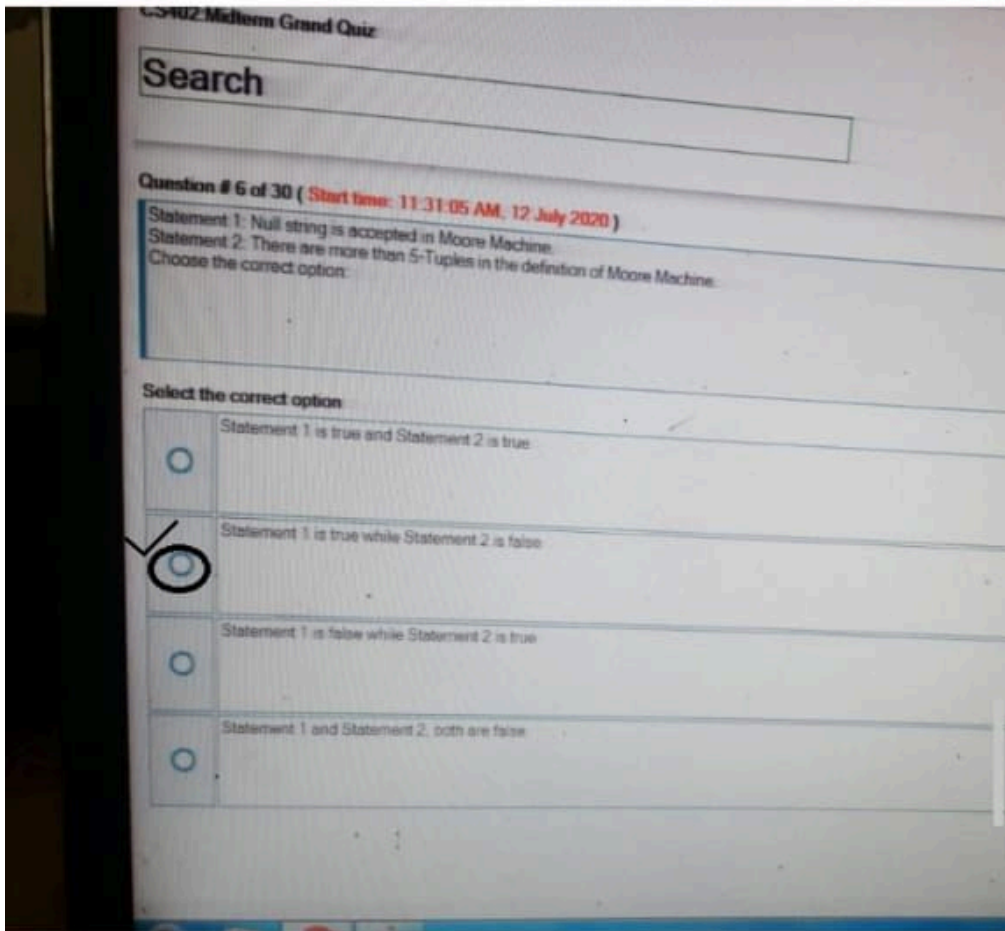 CS402 Midterm Grand Quiz
Search
Question # 6 of 30 ( Start time: 11:31:05 AM, 12 July 2020 )
Statement 1: Null string is accepted in Moore Machine.
Statement 2: There are more than 5-Tuples in the definition of Moore Machine.
Choose the correct option:
Select the correct option
Statement 1 is true and Statement 2 is true
Statement 1 is true while Statement 2 is false
Statement 1 is false while Statement 2 is true
Statement 1 and Statement 2, both are false